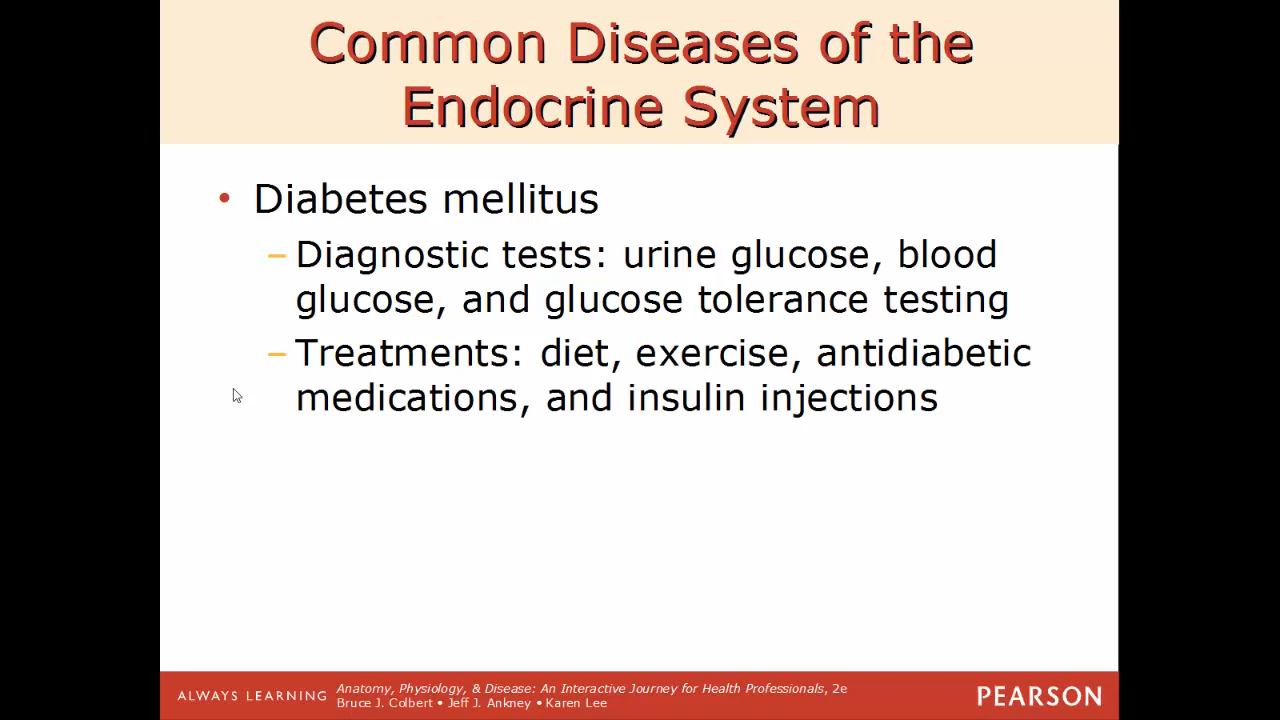 Common Diseases of the
Endocrine System
• Diabetes mellitus
– Diagnostic tests: urine glucose, blood
glucose, and glucose tolerance testing
– Treatments: diet, exercise, antidiabetic
medications, and insulin injections
ALWAYS LEARNING
Anatomy, Physiology, & Disease: An Interactive Journey for Health Professionals, 2e
Bruce J. Colbert • Jeff J. Ankney • Karen Lee
PEARSON